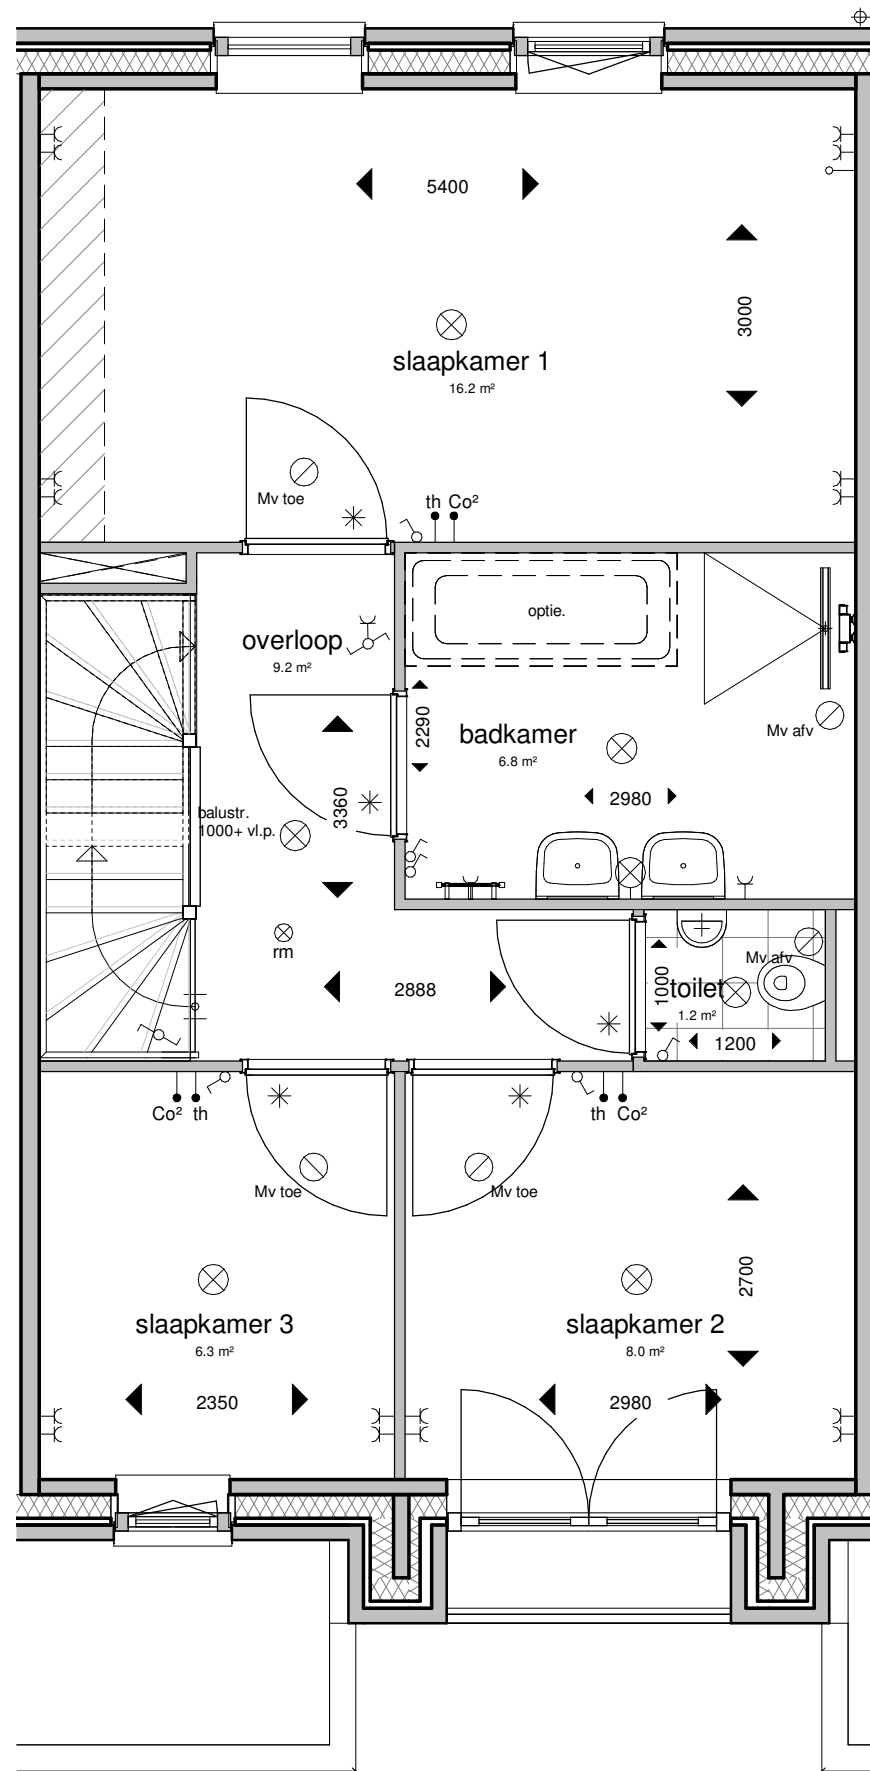 5400
3000
slaapkamer 1
16.2 m²
Mv toe
th Co²
optie.
overloop
9.2 m²
2290
badkamer
6.8 m²
Mv afv
2980
3360
balustr.
1000+ vl.p.
rm
2888
Mv afv
1000
toilet
1.2 m²
1200
Co² th
th Co²
Mv toe
Mv toe
2700
slaapkamer 3
6.3 m²
slaapkamer 2
8.0 m²
2350
2980